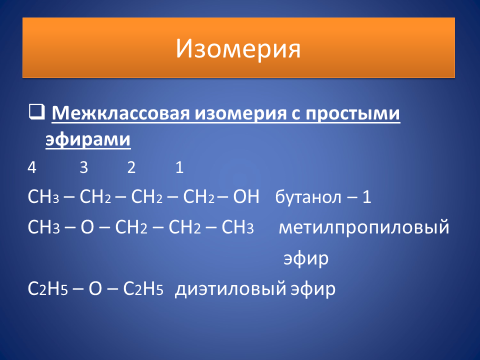 Изомерия
❑ Межклассовая изомерия с простыми
эфирами
4 3 2 1
CH3 – CH2 – CH2 – CH2 – OH бутанол – 1
CH3 – O – CH2 – CH2 – CH3 метилпропиловый
эфир
C2H5 – O – C2H5 диэтиловый эфир